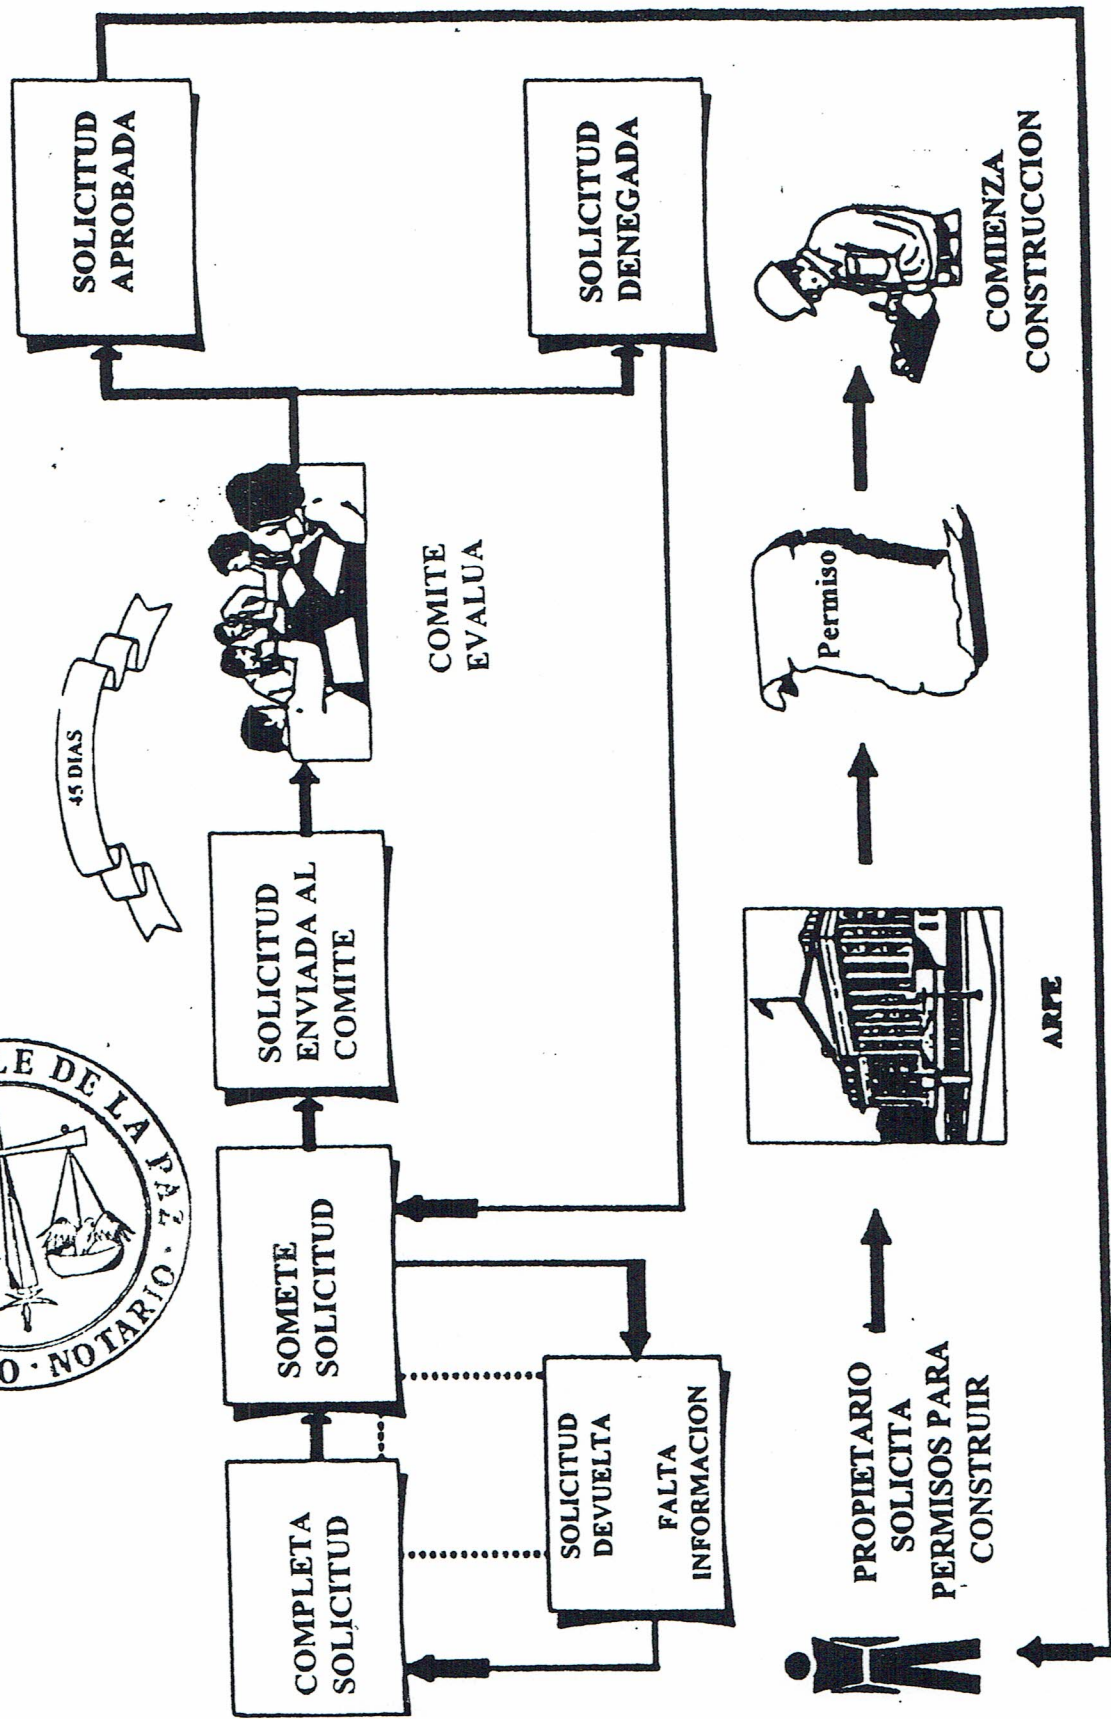 45 DIAS
LE DE LA PAZ · NOTARIO · O
COMPLETA
SOLICITUD
SOMETE
SOLICITUD
SOLICITUD
ENVIADA AL
COMITE
COMITE
EVALUA
SOLICITUD
APROBADA
SOLICITUD
DEVUELTA
FALTA
INFORMACION
SOLICITUD
DENEGADA
PROPIETARIO
SOLICITA
PERMISOS PARA
CONSTRUIR
ARPE
Permiso
COMIENZA
CONSTRUCCION